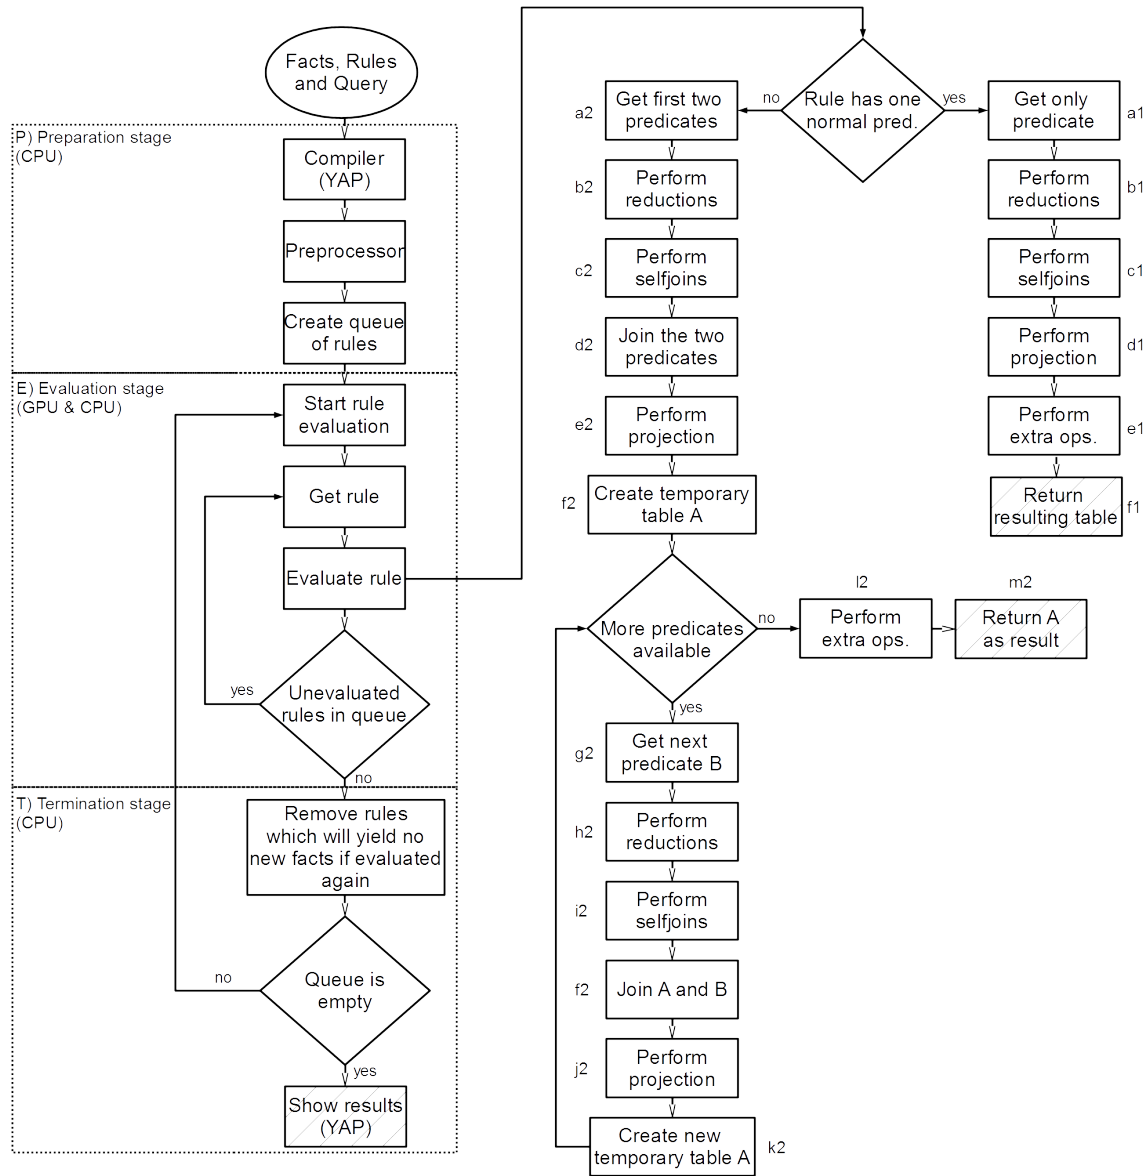 Facts, Rules
and Query
P) Preparation stage
(CPU)
Compiler
(YAP)
Preprocessor
Create queue
of rules
E) Evaluation stage
(GPU & CPU)
Start rule
evaluation
Get rule
Evaluate rule
yes
Unevaluated
rules in queue
no
T) Termination stage
(CPU)
Remove rules
which will yield no
new facts if evaluated
again
no
Queue is
empty
yes
Show results
(YAP)
Rule has one
normal pred.
no
yes
a2
Get first two
predicates
b2
Perform
reductions
c2
Perform
selfjoins
d2
Join the two
predicates
e2
Perform
projection
f2
Create temporary
table A
More predicates
available
no
l2
Perform
extra ops.
m2
Return A
as result
yes
g2
Get next
predicate B
h2
Perform
reductions
i2
Perform
selfjoins
f2
Join A and B
j2
Perform
projection
Create new
temporary table A
k2
Get only
predicate
a1
Perform
reductions
b1
Perform
selfjoins
c1
Perform
projection
d1
Perform
extra ops.
e1
Return
resulting table
f1